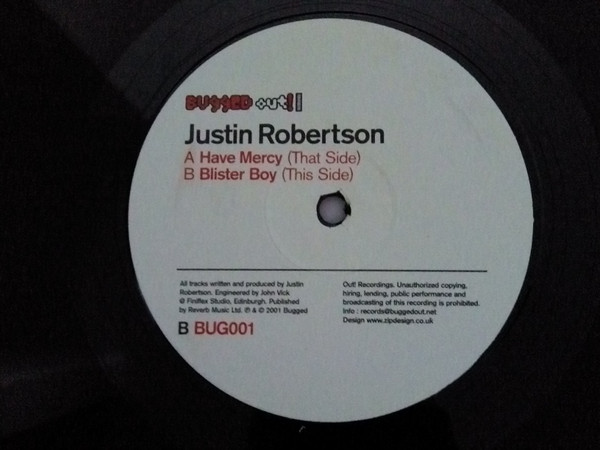 BUGGED out!
Justin Robertson
A Have Mercy (That Side)
B Blister Boy (This Side)
All tracks written and produced by Justin
Robertson. Engineered by John Vick
@ Finiflex Studio, Edinburgh. Published
by Reverb Music Ltd. ℗ & © 2001 Bugged
Out! Recordings. Unauthorized copying,
hiring, lending, public performance and
broadcasting of this recording is prohibited.
Info : records@buggedout.net
Design www.zipdesign.co.uk
B BUG001